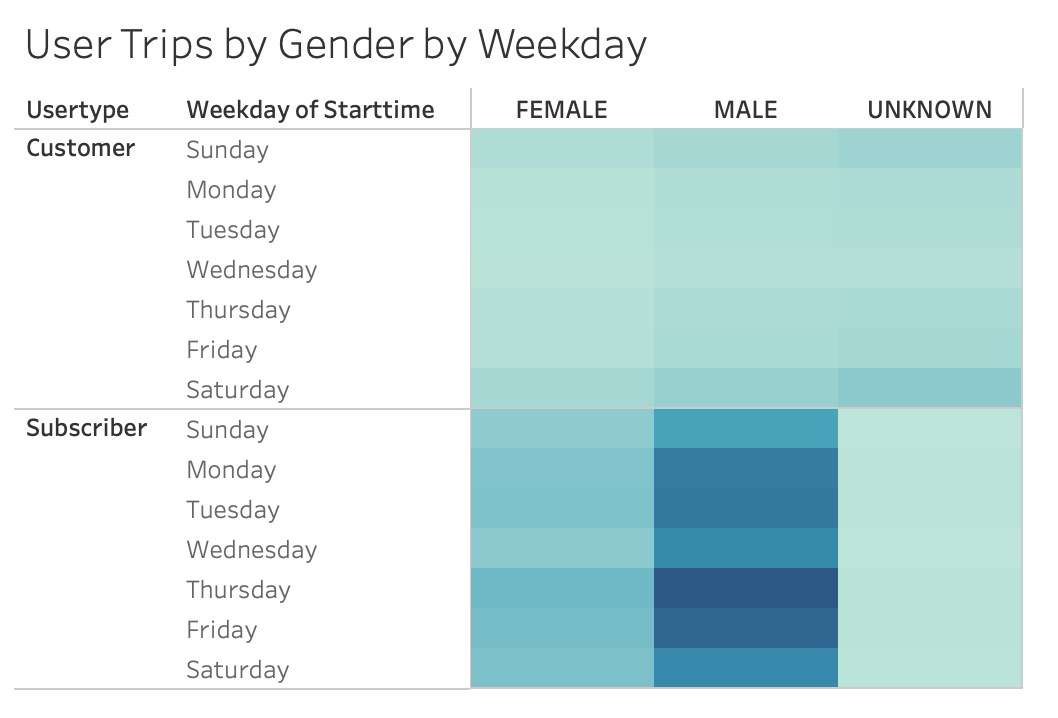 User Trips by Gender by Weekday
Usertype Weekday of Starttime FEMALE MALE UNKNOWN
Customer Sunday
Monday
Tuesday
Wednesday
Thursday
Friday
Saturday
Subscriber Sunday
Monday
Tuesday
Wednesday
Thursday
Friday
Saturday